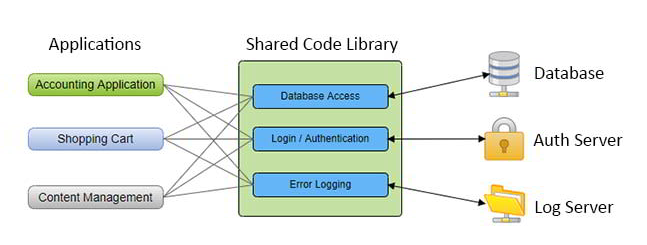 Applications
Shared Code Library
Accounting Application
Shopping Cart
Content Management
Database Access
Login / Authentication
Error Logging
Database
Auth Server
Log Server